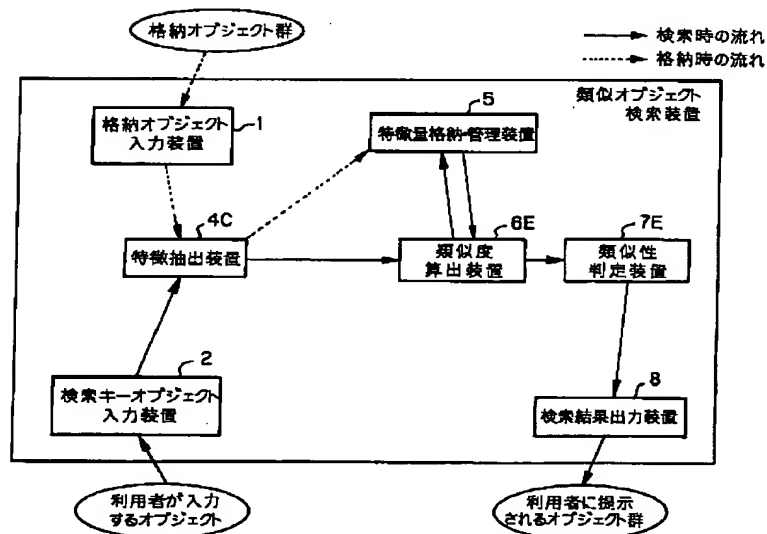 格納オブジェクト群
検索時の流れ
格納時の流れ
類似オブジェクト
検索装置
格納オブジェクト
入力装置
1
5
特徴量格納・管理装置
4C
特徴抽出装置
6E
類似度
算出装置
7E
類似性
判定装置
2
検索キーオブジェクト
入力装置
8
検索結果出力装置
利用者が入力
するオブジェクト
利用者に提示
されるオブジェクト群